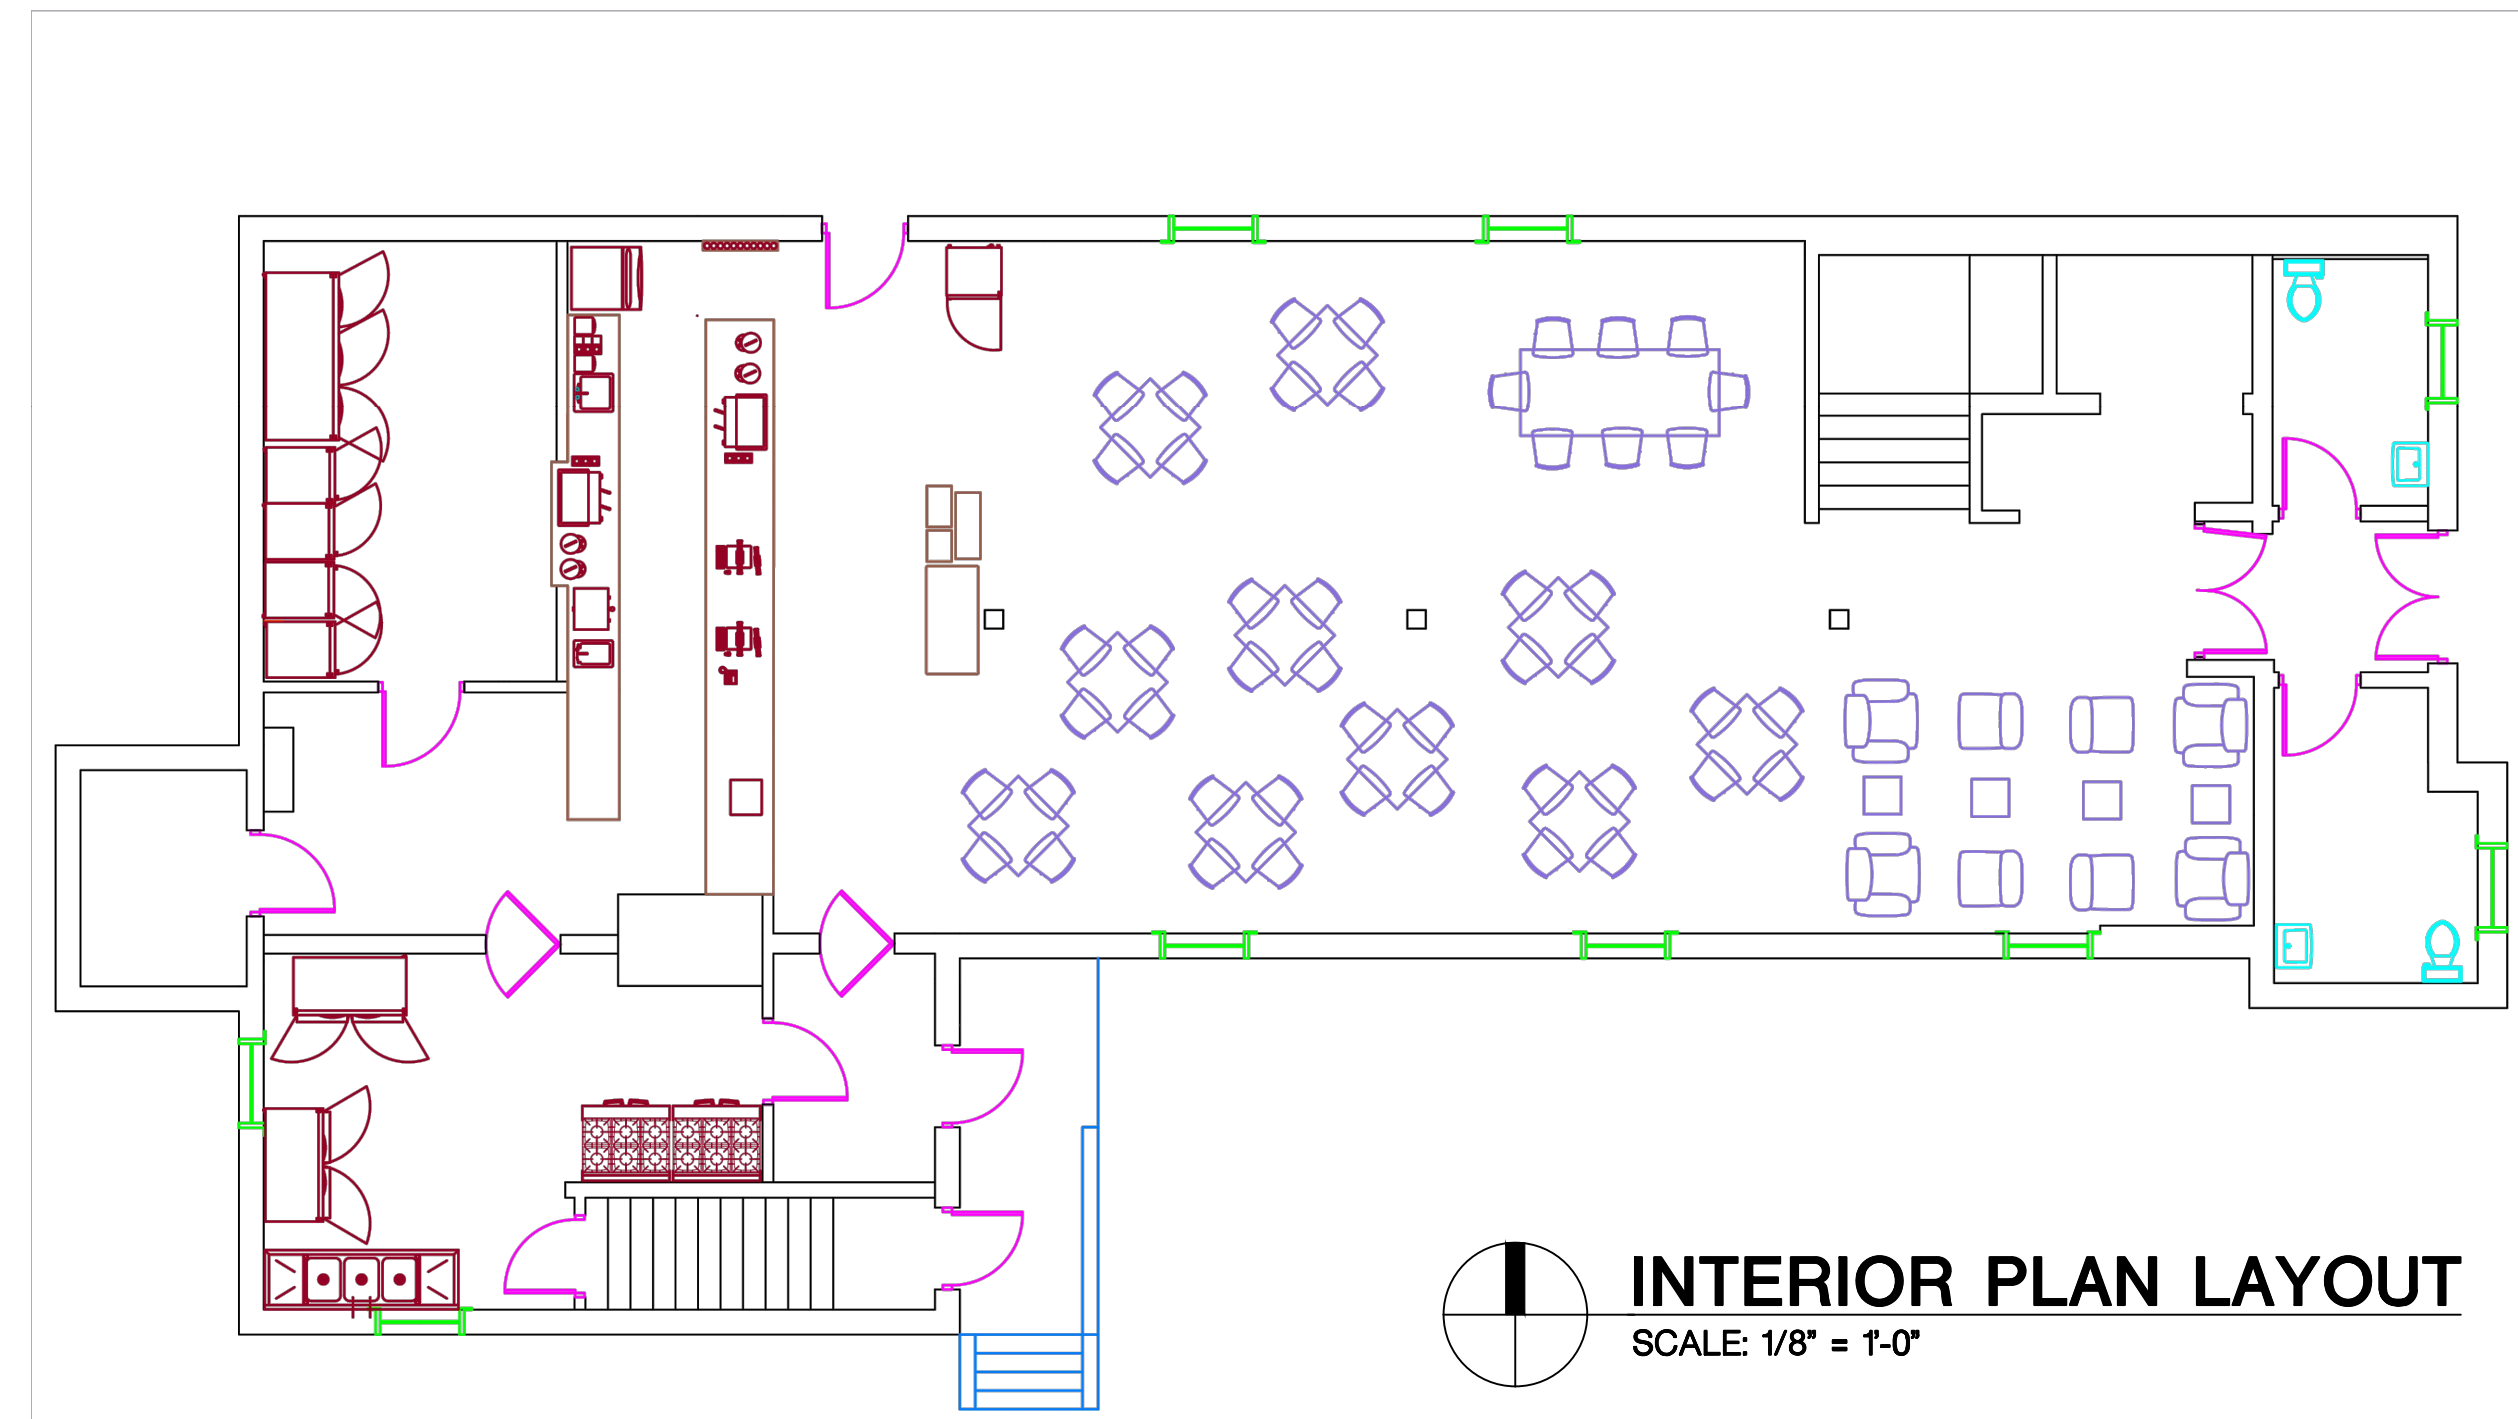 INTERIOR PLAN LAYOUT
SCALE: 1/8" = 1'-0"